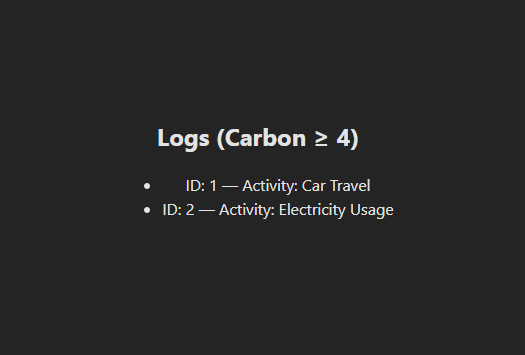 Logs (Carbon ≥ 4)
• ID: 1 — Activity: Car Travel
• ID: 2 — Activity: Electricity Usage